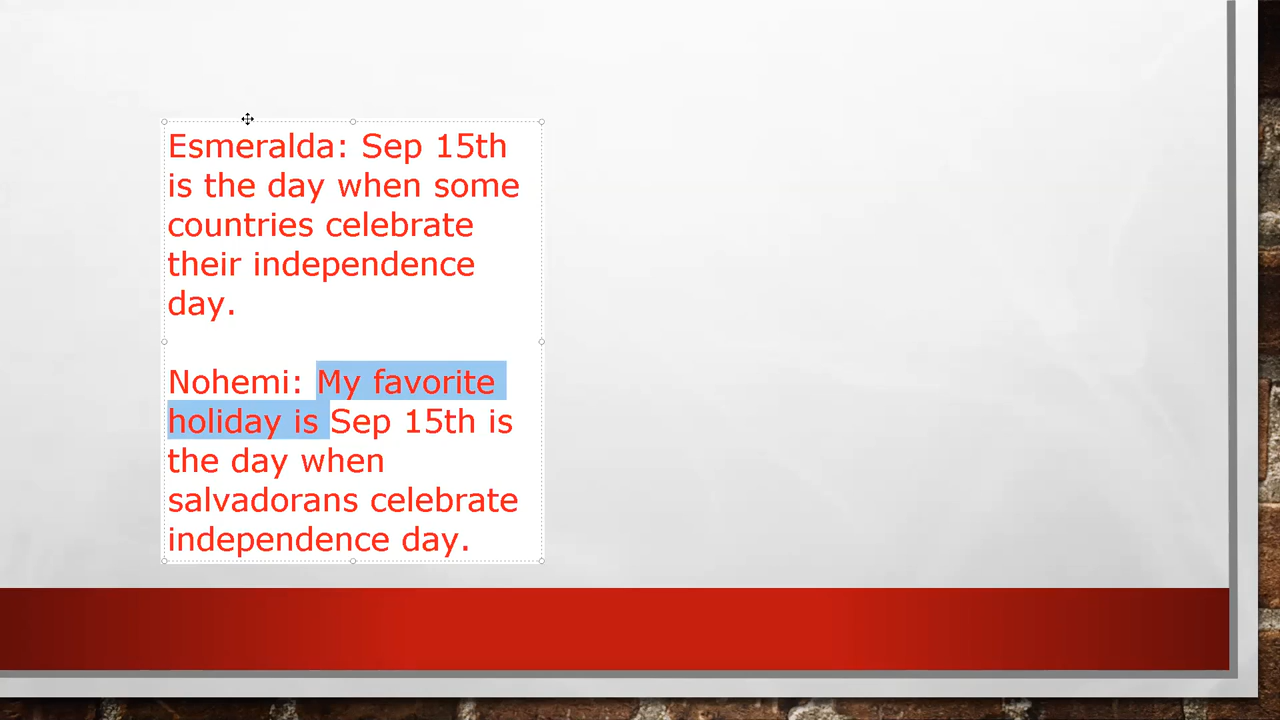 Esmeralda: Sep 15th
is the day when some
countries celebrate
their independence
day.
Nohemi: My favorite
holiday is Sep 15th is
the day when
salvadorans celebrate
independence day.